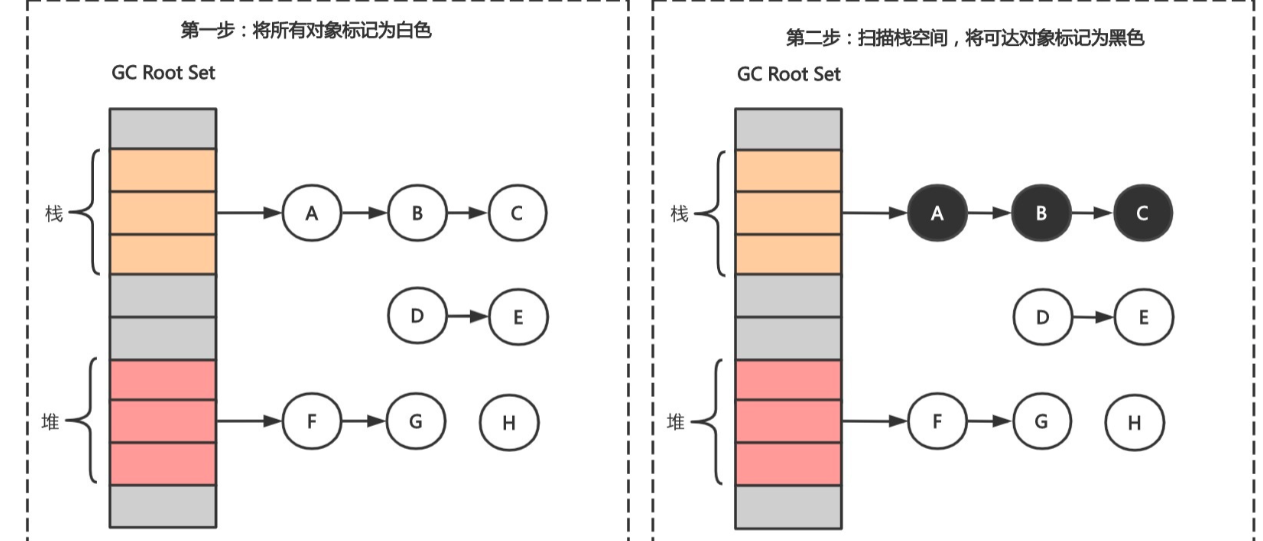 第一步：将所有对象标记为白色
GC Root Set
栈
A
B
C
D
E
堆
F
G
H
第二步：扫描栈空间，将可达对象标记为黑色
GC Root Set
栈
A
B
C
D
E
堆
F
G
H